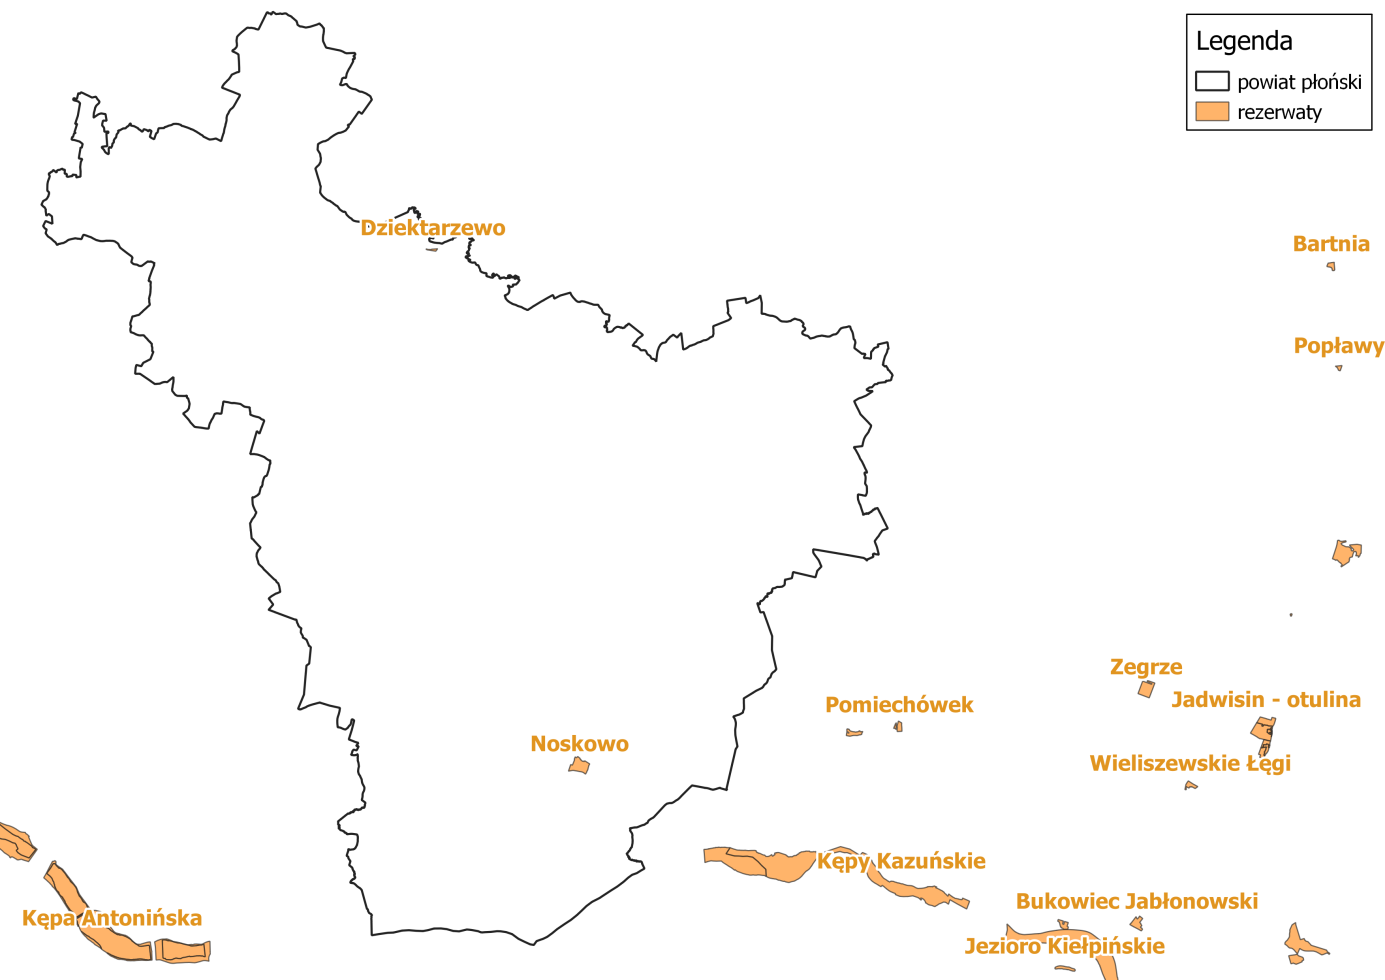 Legenda
powiat płoński
rezerwaty
Dziektarzewo
Bartnia
Popławy
Zegrze
Jadwisin - otulina
Pomiechówek
Noskowo
Wieliszewskie Łęgi
Kępy Kazuńskie
Bukowiec Jabłonowski
Kępa Antonińska
Jezioro Kiełpińskie